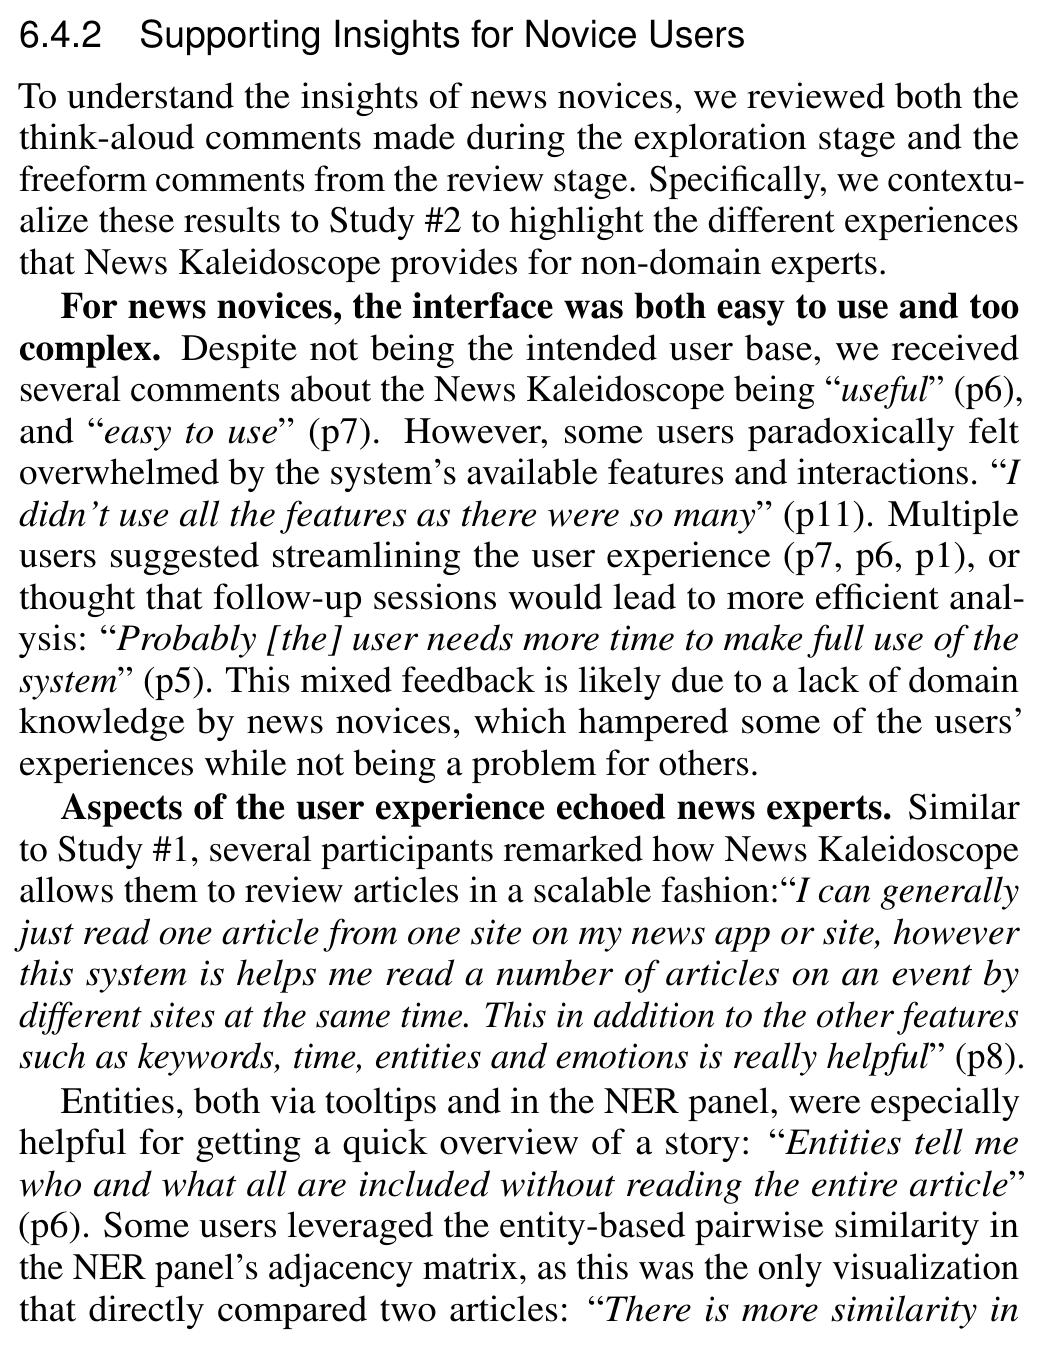 6.4.2 Supporting Insights for Novice Users
To understand the insights of news novices, we reviewed both the
think-aloud comments made during the exploration stage and the
freeform comments from the review stage. Specifically, we contextu-
alize these results to Study #2 to highlight the different experiences
that News Kaleidoscope provides for non-domain experts.
For news novices, the interface was both easy to use and too
complex. Despite not being the intended user base, we received
several comments about the News Kaleidoscope being “useful” (p6),
and “easy to use” (p7). However, some users paradoxically felt
overwhelmed by the system’s available features and interactions. “I
didn’t use all the features as there were so many” (p11). Multiple
users suggested streamlining the user experience (p7, p6, p1), or
thought that follow-up sessions would lead to more efficient anal-
ysis: “Probably [the] user needs more time to make full use of the
system” (p5). This mixed feedback is likely due to a lack of domain
knowledge by news novices, which hampered some of the users’
experiences while not being a problem for others.
Aspects of the user experience echoed news experts. Similar
to Study #1, several participants remarked how News Kaleidoscope
allows them to review articles in a scalable fashion:“I can generally
just read one article from one site on my news app or site, however
this system is helps me read a number of articles on an event by
different sites at the same time. This in addition to the other features
such as keywords, time, entities and emotions is really helpful” (p8).
Entities, both via tooltips and in the NER panel, were especially
helpful for getting a quick overview of a story: “Entities tell me
who and what all are included without reading the entire article”
(p6). Some users leveraged the entity-based pairwise similarity in
the NER panel’s adjacency matrix, as this was the only visualization
that directly compared two articles: “There is more similarity in